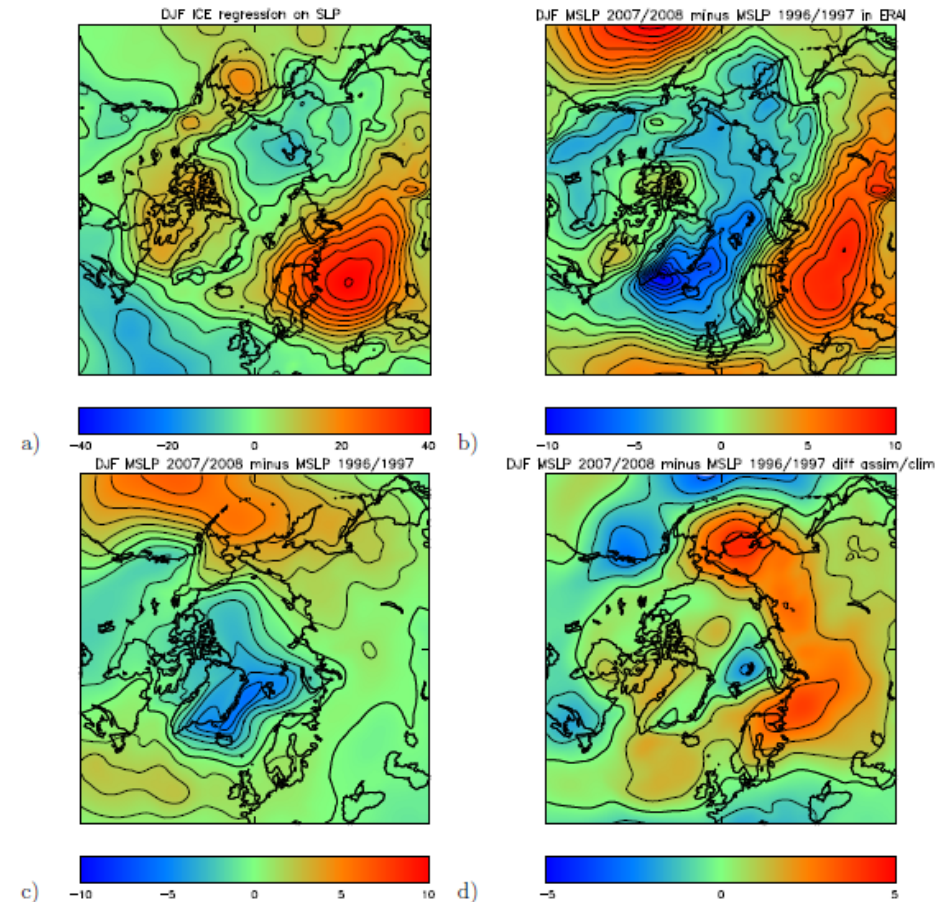 DJF ICE regression on SLP
DJF MSLP 2007/2008 minus MSLP 1996/1997 in ERAI
a)
-40 -20 0 20 40
b)
-10 -5 0 5 10
DJF MSLP 2007/2008 minus MSLP 1996/1997
DJF MSLP 2007/2008 minus MSLP 1996/1997 diff assim/clim
c)
-10 -5 0 5 10
d)
-5 0 5